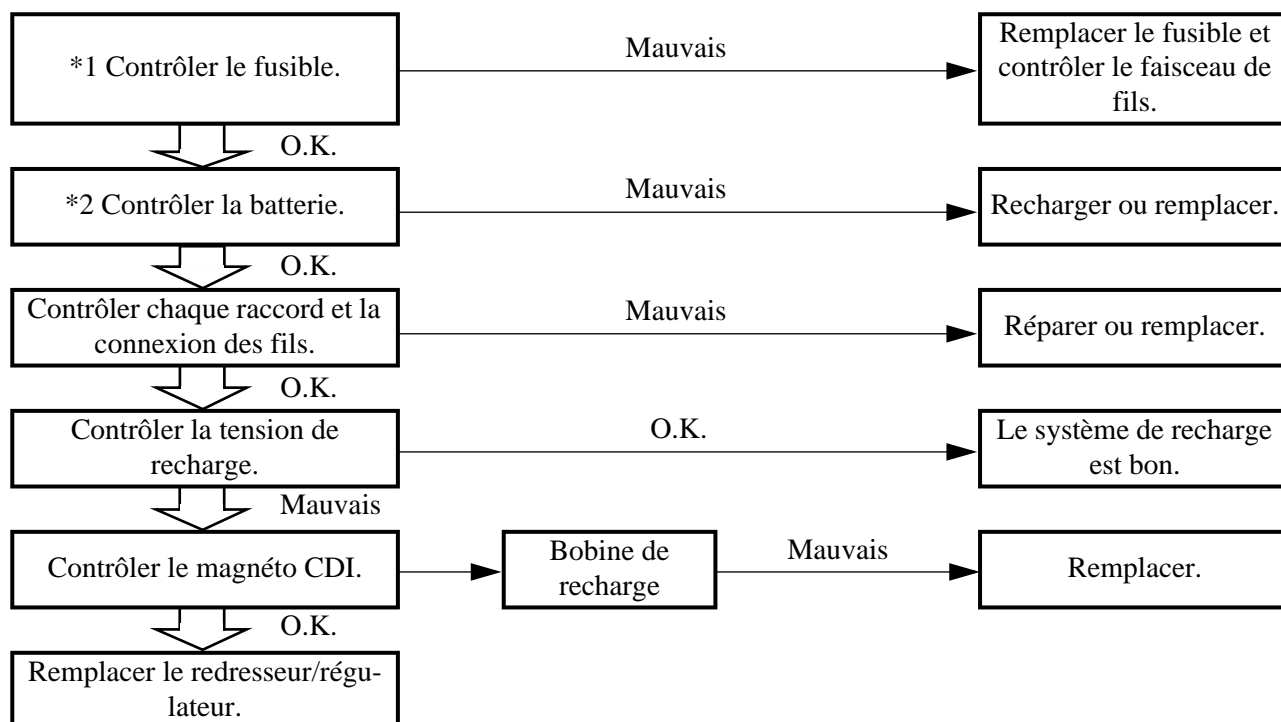 *1 Contrôler le fusible.
Mauvais
Remplacer le fusible et
contrôler le faisceau de
fils.
O.K.
*2 Contrôler la batterie.
Mauvais
Recharger ou remplacer.
O.K.
Contrôler chaque raccord et la
connexion des fils.
Mauvais
Réparer ou remplacer.
O.K.
Contrôler la tension de
recharge.
O.K.
Le système de recharge
est bon.
Mauvais
Contrôler le magnéto CDI.
Bobine de
recharge
Mauvais
Remplacer.
O.K.
Remplacer le redresseur/régu-
lateur.